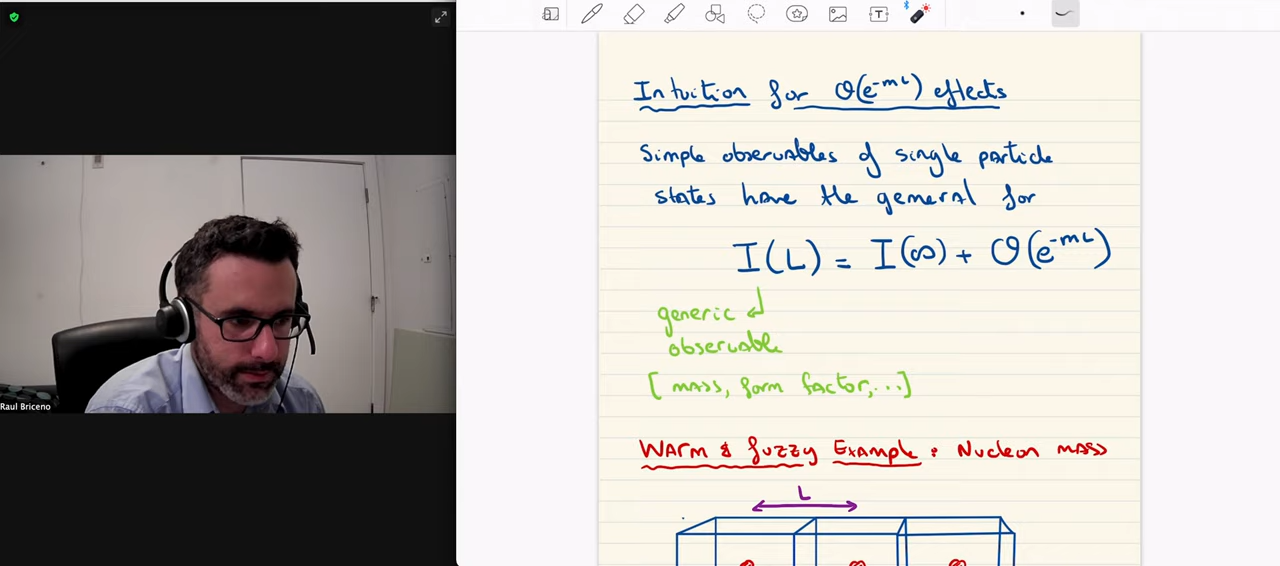 Intuition for O(e^-mL) effects
Simple observables of single particle
states have the general for
I(L) = I(∞) + O(e^-mL)
generic
observable
[mass, form factor,...]
Warm & fuzzy Example: Nucleon mass
L
T
Raul Briceno